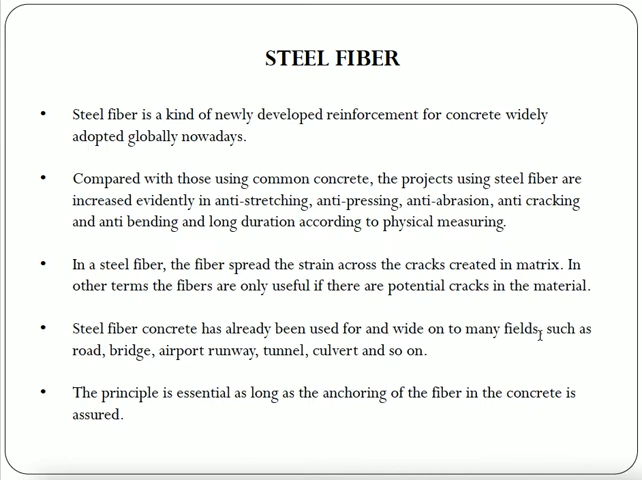 STEEL FIBER
• Steel fiber is a kind of newly developed reinforcement for concrete widely
adopted globally nowadays.
• Compared with those using common concrete, the projects using steel fiber are
increased evidently in anti-stretching, anti-pressing, anti-abrasion, anti cracking
and anti bending and long duration according to physical measuring.
• In a steel fiber, the fiber spread the strain across the cracks created in matrix. In
other terms the fibers are only useful if there are potential cracks in the material.
• Steel fiber concrete has already been used for and wide on to many fields, such as
road, bridge, airport runway, tunnel, culvert and so on.
• The principle is essential as long as the anchoring of the fiber in the concrete is
assured.